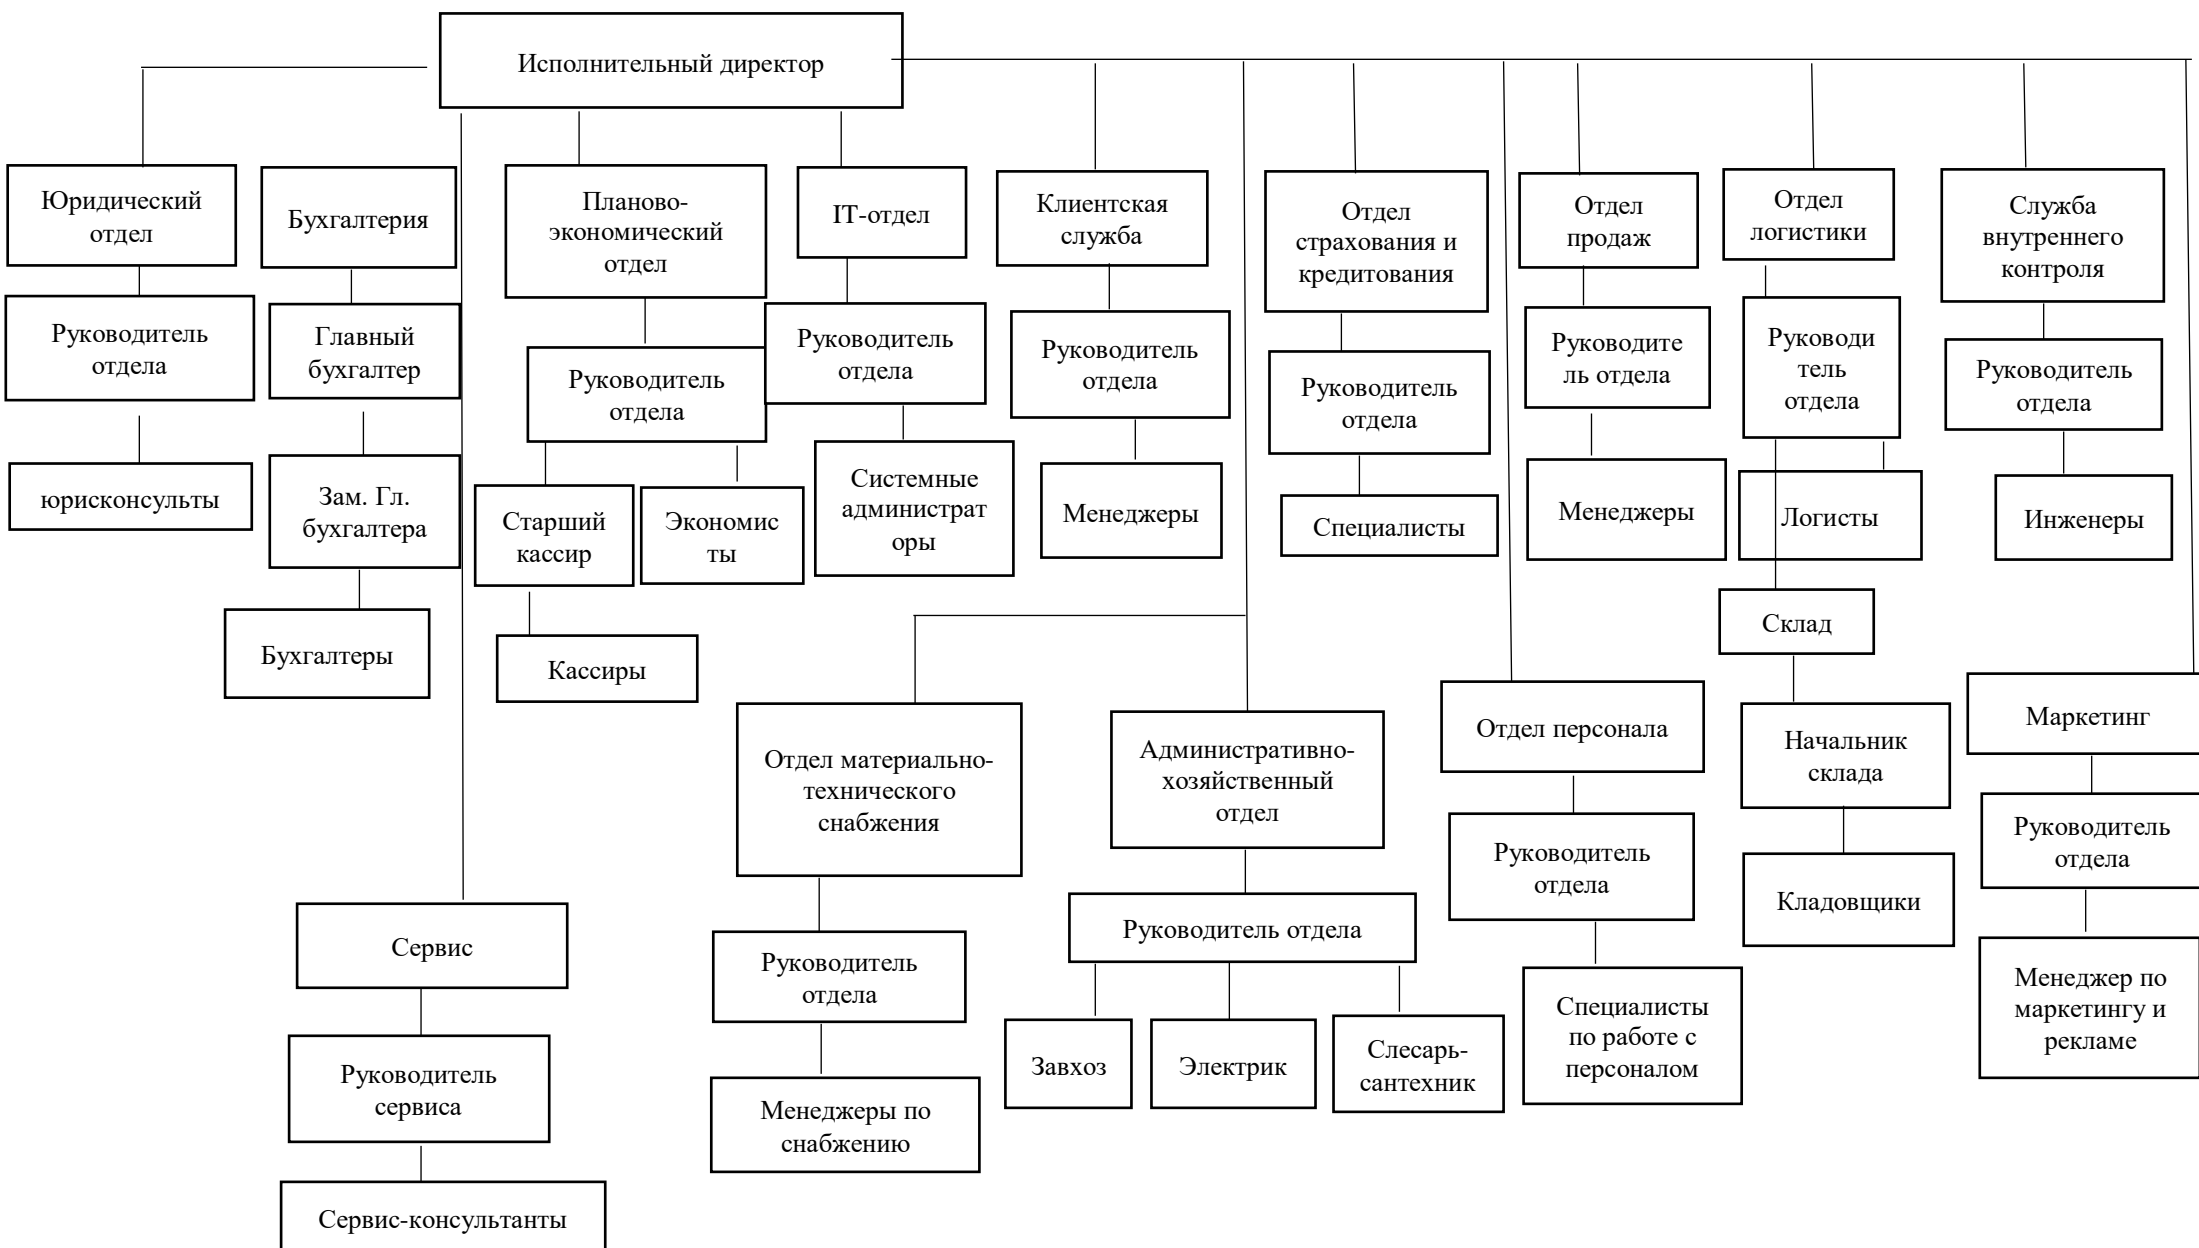 Исполнительный директор
Юридический
отдел
Бухгалтерия
Планово-
экономический
отдел
IT-отдел
Клиентская
служба
Отдел
страхования и
кредитования
Отдел
продаж
Отдел
логистики
Служба
внутреннего
контроля
Руководитель
отдела
Главный
бухгалтер
Руководитель
отдела
Руководитель
отдела
Руководитель
отдела
Руководитель
отдела
Руководите
ль отдела
Руководи
тель
отдела
Руководитель
отдела
юрисконсульты
Зам. Гл.
бухгалтера
Старший
кассир
Экономис
ты
Системные
администрат
оры
Менеджеры
Специалисты
Менеджеры
Логисты
Инженеры
Бухгалтеры
Кассиры
Склад
Отдел материально-
технического
снабжения
Административно-
хозяйственный
отдел
Отдел персонала
Начальник
склада
Маркетинг
Руководитель
отдела
Руководитель
отдела
Кладовщики
Сервис
Руководитель
отдела
Руководитель отдела
Менеджер по
маркетингу и
рекламе
Руководитель
сервиса
Менеджеры по
снабжению
Завхоз
Электрик
Слесарь-
сантехник
Специалисты
по работе с
персоналом
Сервис-консультанты